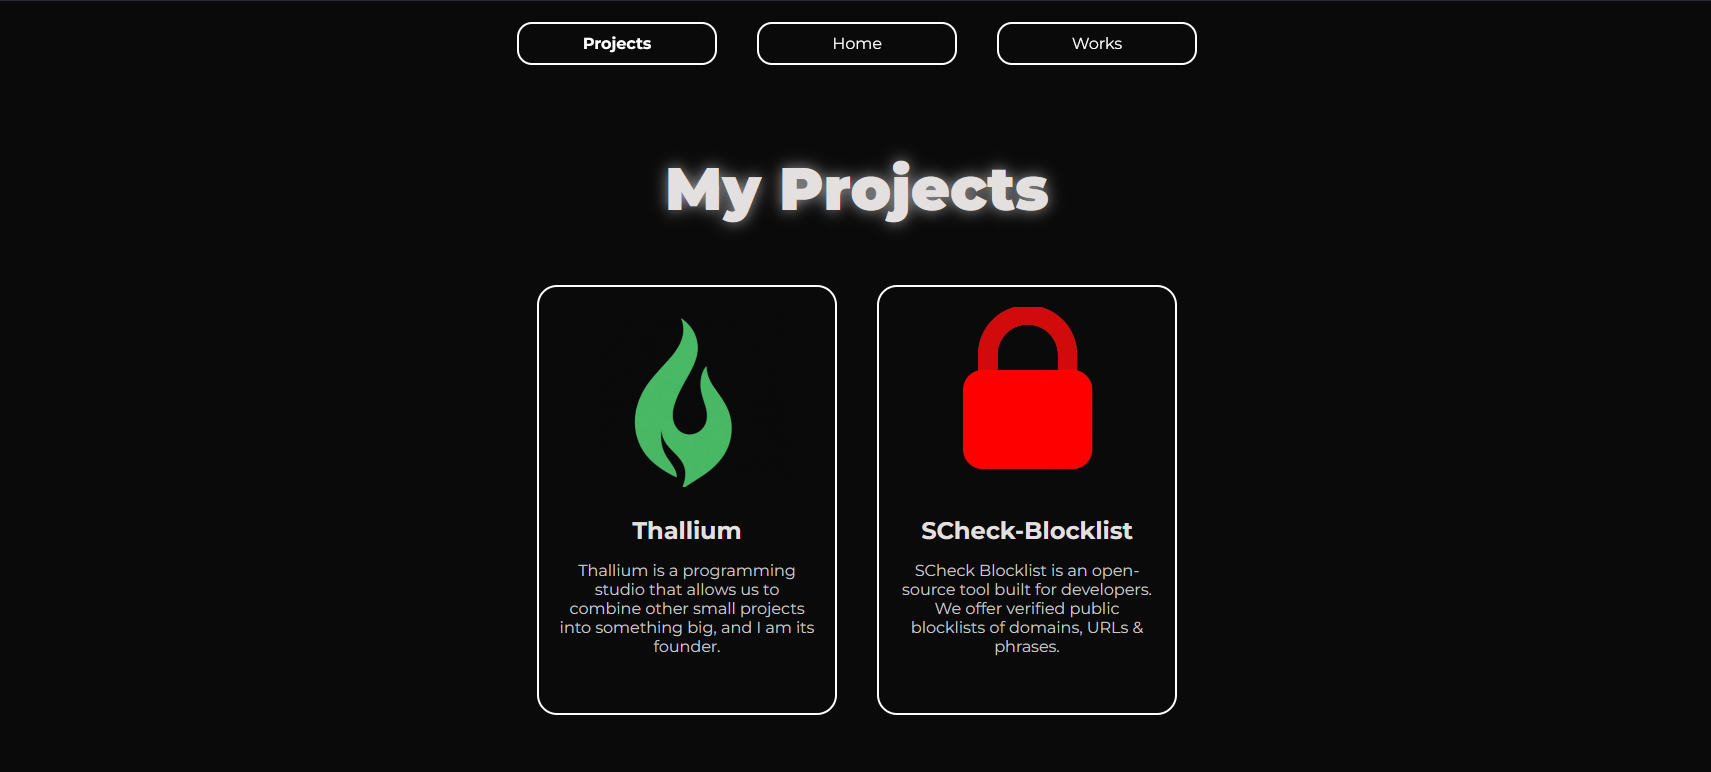 Projects
Home
Works
My Projects
Thallium
Thallium is a programming
studio that allows us to
combine other small projects
into something big, and I am its
founder.
SCheck-Blocklist
SCheck Blocklist is an open-
source tool built for developers.
We offer verified public
blocklists of domains, URLs &
phrases.